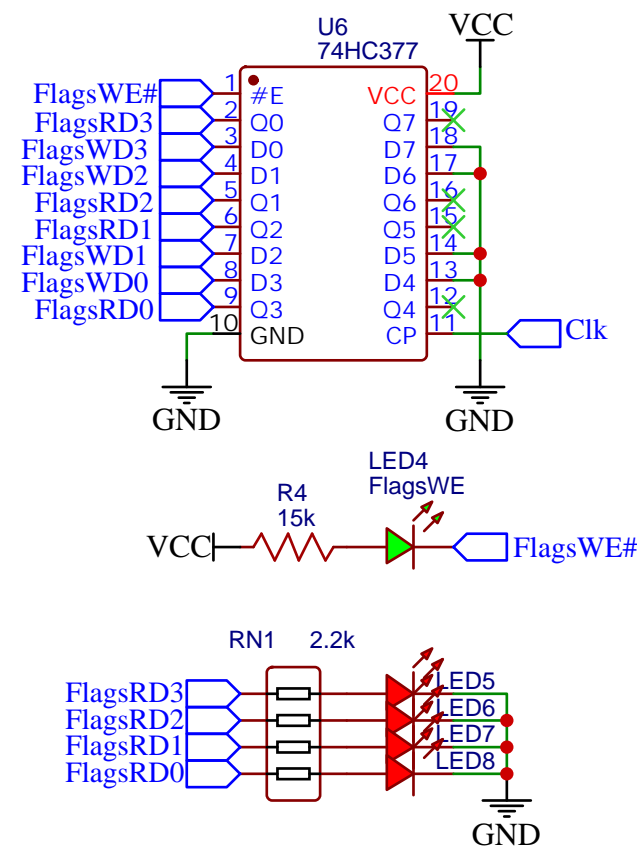 U6
74HC377
VCC
FlagsWE# 1 #E VCC 20
FlagsRD3 2 Q0 Q7 19
FlagsWD3 3 D0 D7 18
FlagsWD2 4 D1 D6 17
FlagsRD2 5 Q1 Q6 16
FlagsRD1 6 Q2 Q5 15
FlagsWD1 7 D2 D5 14
FlagsWD0 8 D3 D4 13
FlagsRD0 9 Q3 Q4 12
10 GND CP 11 Clk
GND GND
LED4
FlagsWE
R4
15k
VCC FlagsWE#
RN1 2.2k
FlagsRD3 LED5
FlagsRD2 LED6
FlagsRD1 LED7
FlagsRD0 LED8
GND